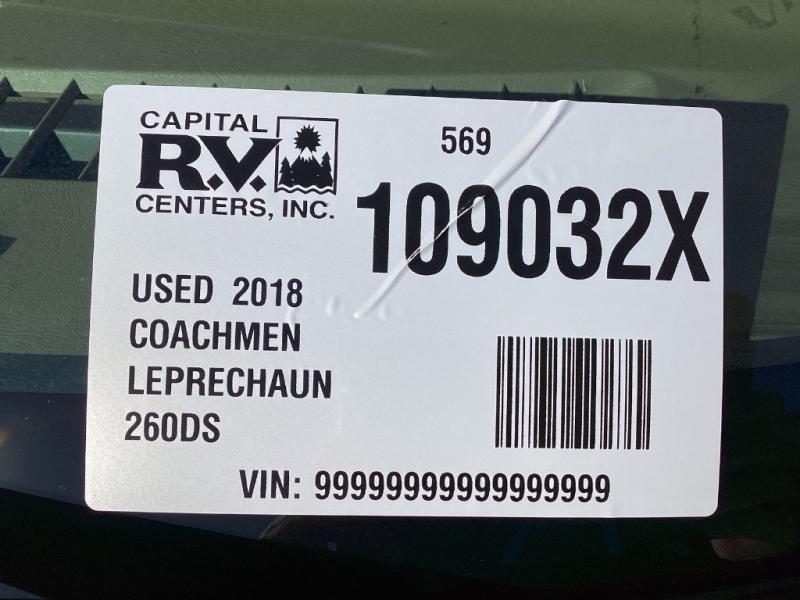 CAPITAL
R.V.
CENTERS, INC.
569
109032X
USED 2018
COACHMEN
LEPRECHAUN
260DS
VIN: 99999999999999999